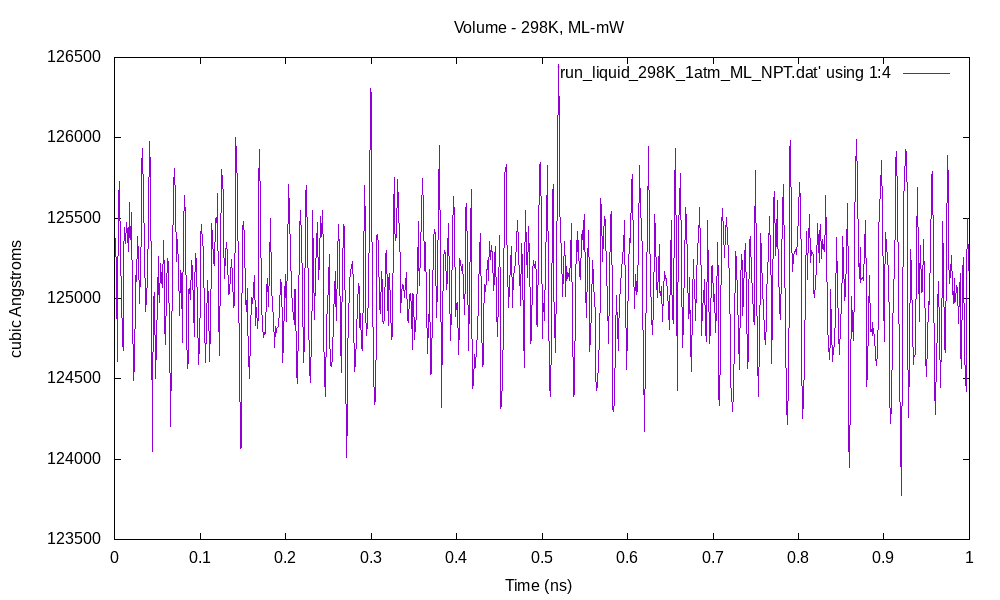 Volume - 298K, ML-mW
126500
run_liquid_298K_1atm_ML_NPT.dat' using 1:4
126000
125500
125000
124500
124000
123500
cubic Angstroms
0 0.1 0.2 0.3 0.4 0.5 0.6 0.7 0.8 0.9 1
Time (ns)